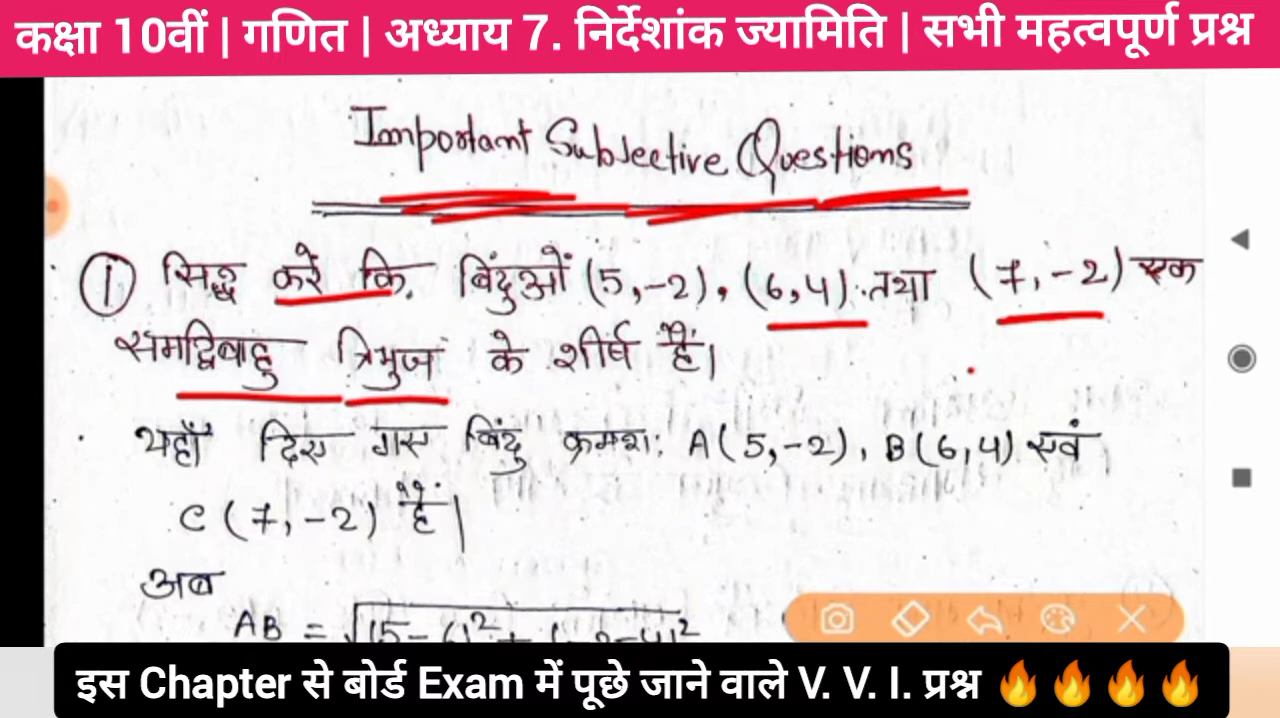 कक्षा 10वीं | गणित | अध्याय 7. निर्देशांक ज्यामिति | सभी महत्वपूर्ण प्रश्न
Important Subjective Questions
① सिद्ध करें कि बिंदुओं (5,-2), (6,4) तथा (7,-2) एक
समद्विबाहु त्रिभुज के शीर्ष हैं।
यहाँ दिए गए बिंदु क्रमशः A(5,-2), B(6,4) एवं
C (7,-2) हैं।
अब
AB =
इस Chapter से बोर्ड Exam में पूछे जाने वाले V. V. I. प्रश्न 🔥🔥🔥🔥